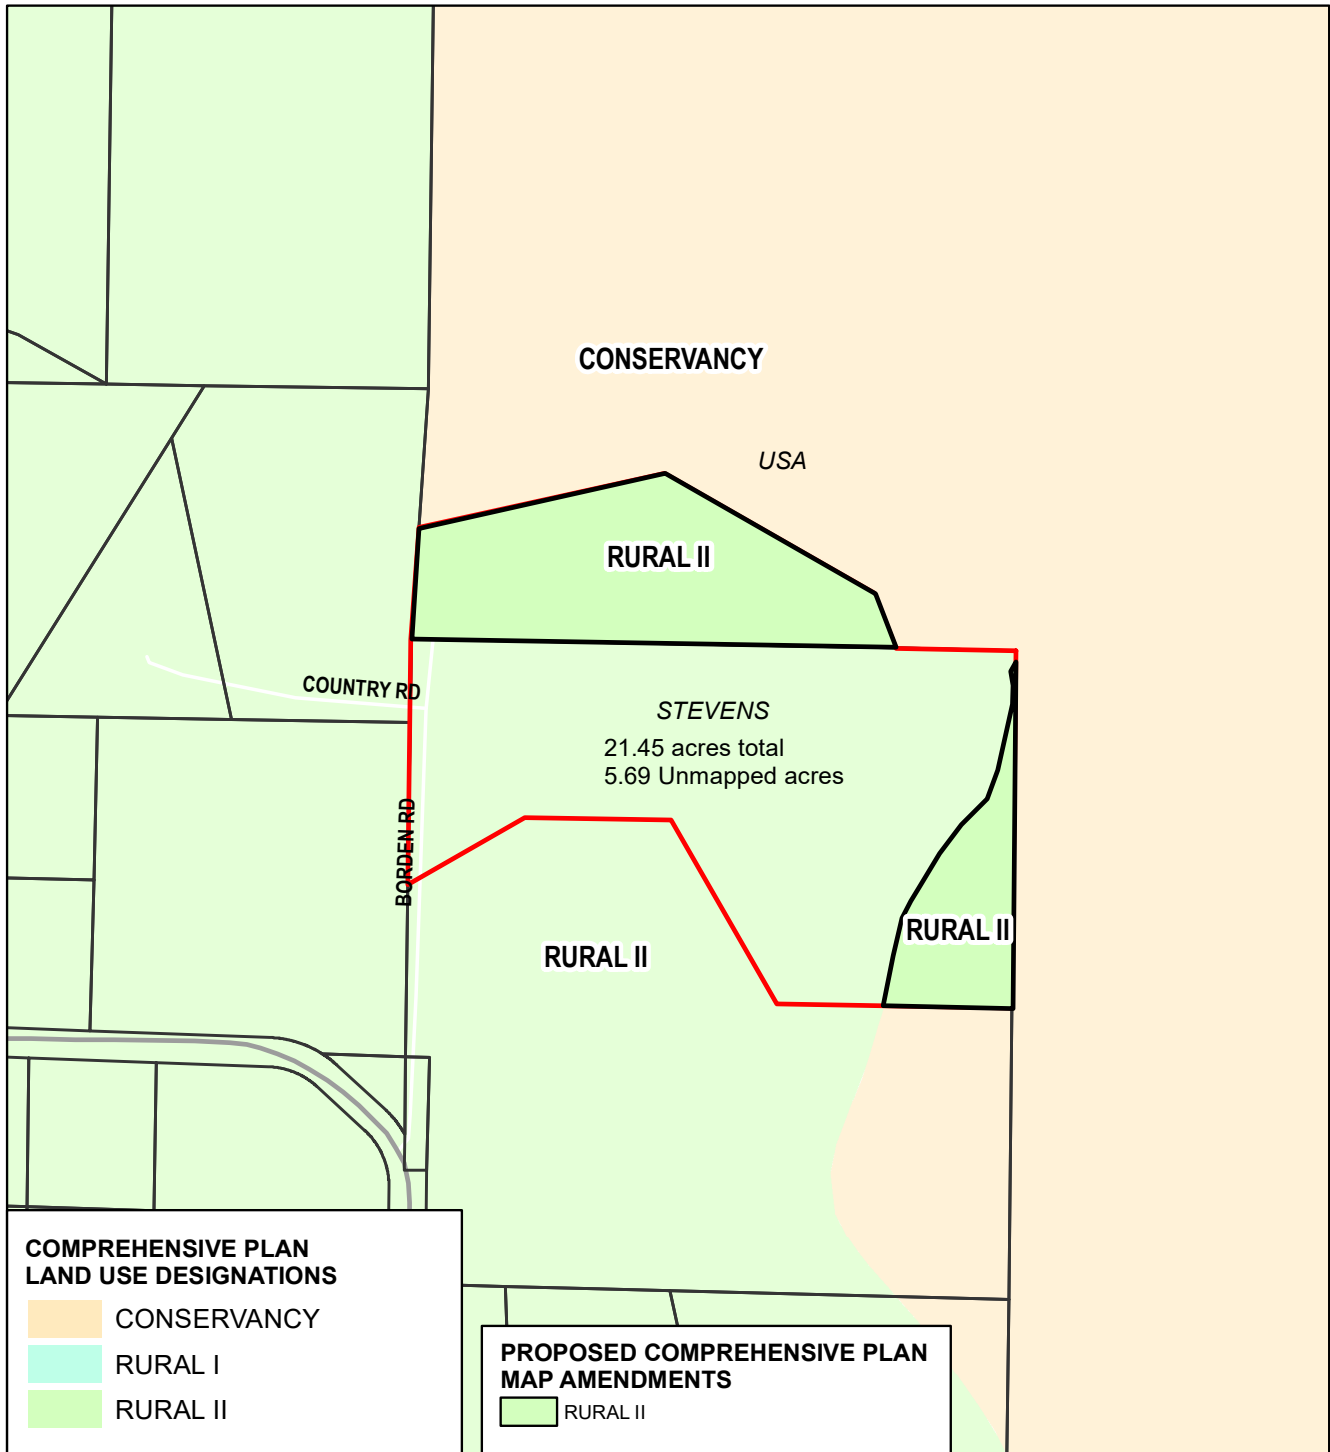 CONSERVANCY
USA
RURAL II
COUNTRY RD
STEVENS
21.45 acres total
5.69 Unmapped acres
BORDEN RD
RURAL II
RURAL II
COMPREHENSIVE PLAN
LAND USE DESIGNATIONS
CONSERVANCY
RURAL I
RURAL II
PROPOSED COMPREHENSIVE PLAN
MAP AMENDMENTS
RURAL II